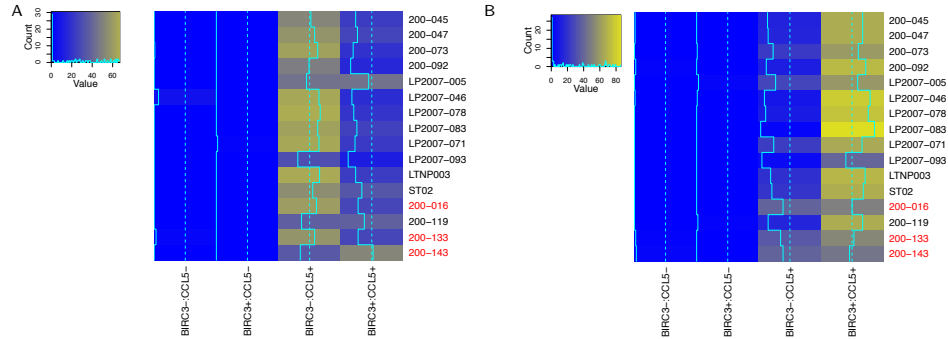 A
Count
0 10 20 30
0 20 40 60
Value
200-045
200-047
200-073
200-092
LP2007-005
LP2007-046
LP2007-078
LP2007-083
LP2007-071
LP2007-093
LTNP003
ST02
200-016
200-119
200-133
200-143
BIRC3-:CCL5-
BIRC3+:CCL5-
BIRC3-:CCL5+
BIRC3+:CCL5+
B
Count
0 10 20
0 20 40 60 80
Value
200-045
200-047
200-073
200-092
LP2007-005
LP2007-046
LP2007-078
LP2007-083
LP2007-071
LP2007-093
LTNP003
ST02
200-016
200-119
200-133
200-143
BIRC3-:CCL5-
BIRC3+:CCL5-
BIRC3-:CCL5+
BIRC3+:CCL5+